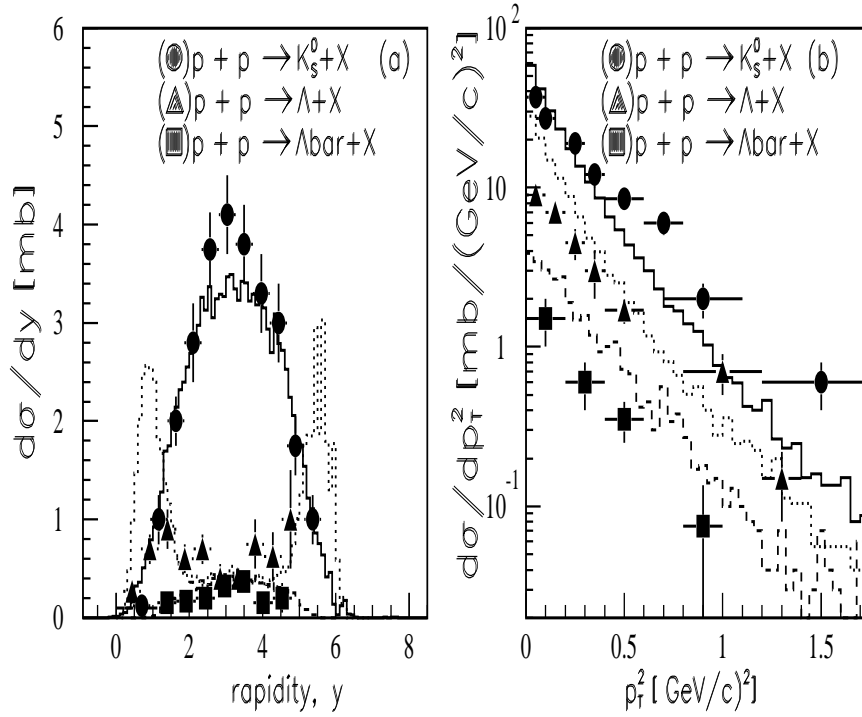 (●)p + p →K⁰ₛ+X (a)
(▲)p + p →Λ+X
(■)p + p →Λbar+X
dσ/dy [mb]
6
5
4
3
2
1
0
0 2 4 6 8
rapidity, y
(●)p + p →K⁰ₛ+X (b)
(▲)p + p →Λ+X
(■)p + p →Λbar+X
dσ/dp²_T [mb/(GeV/c)²]
10²
10
1
10⁻¹
0 0.5 1 1.5
p²_T [ GeV/c)²]